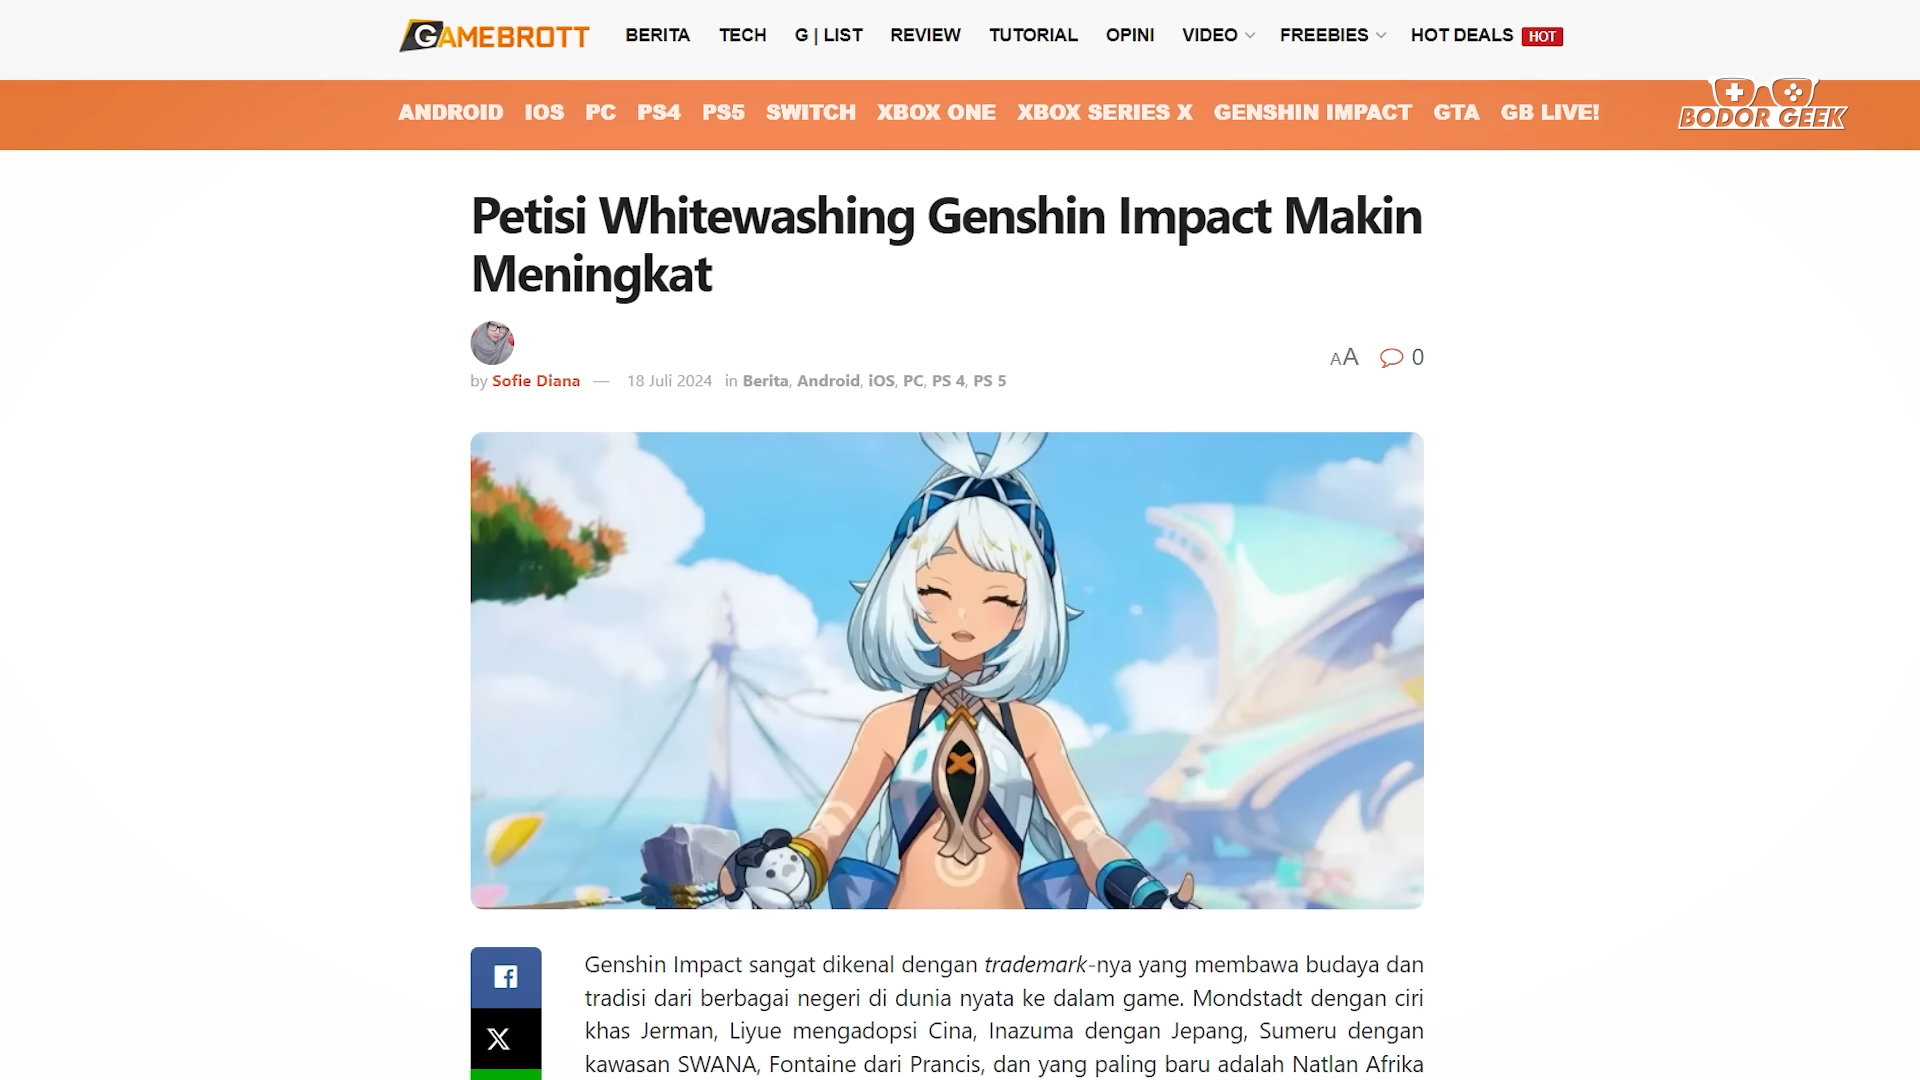 GAMEBROTT BERITA TECH G | LIST REVIEW TUTORIAL OPINI VIDEO FREEBIES HOT DEALS HOT
ANDROID IOS PC PS4 PS5 SWITCH XBOX ONE XBOX SERIES X GENSHIN IMPACT GTA GB LIVE!
BODOR GEEK
Petisi Whitewashing Genshin Impact Makin
Meningkat
AA 0
by Sofie Diana — 18 Juli 2024 in Berita, Android, iOS, PC, PS 4, PS 5
Genshin Impact sangat dikenal dengan trademark-nya yang membawa budaya dan
tradisi dari berbagai negeri di dunia nyata ke dalam game. Mondstadt dengan ciri
khas Jerman, Liyue mengadopsi Cina, Inazuma dengan Jepang, Sumeru dengan
kawasan SWANA, Fontaine dari Prancis, dan yang paling baru adalah Natlan Afrika